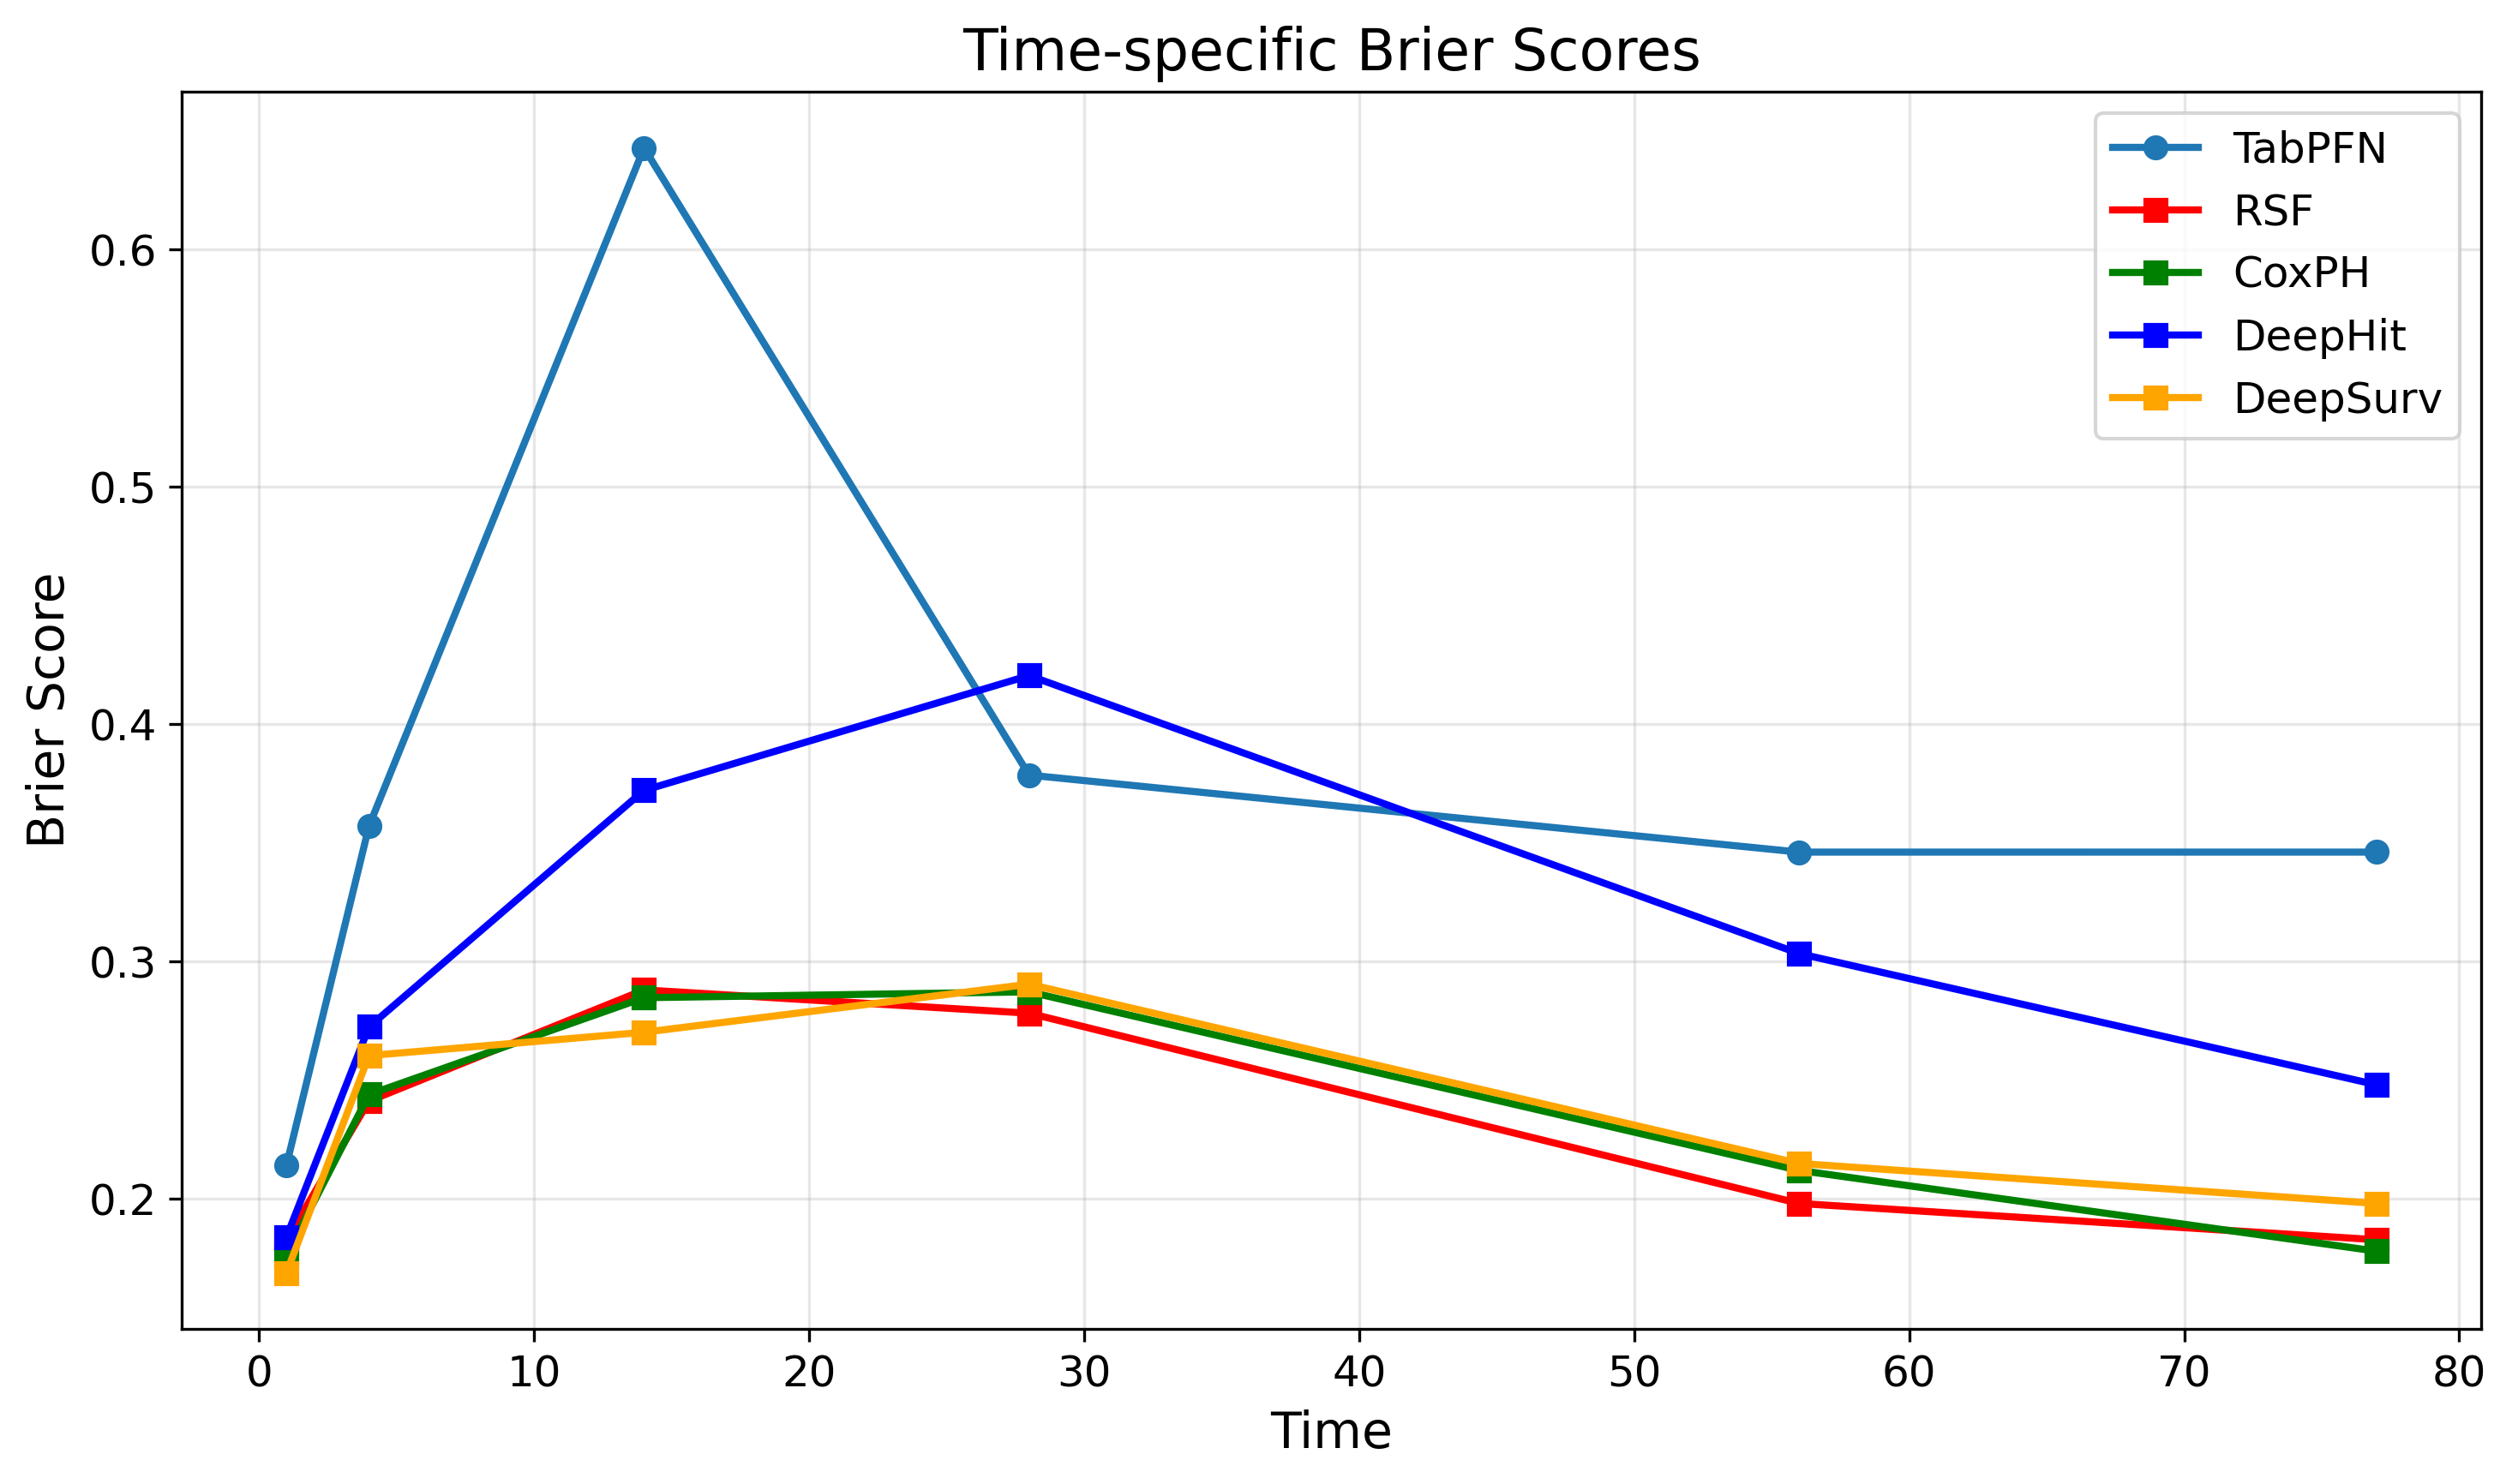 Time-specific Brier Scores
TabPFN
RSF
CoxPH
DeepHit
DeepSurv
Brier Score
0.6
0.5
0.4
0.3
0.2
0 10 20 30 40 50 60 70 80
Time